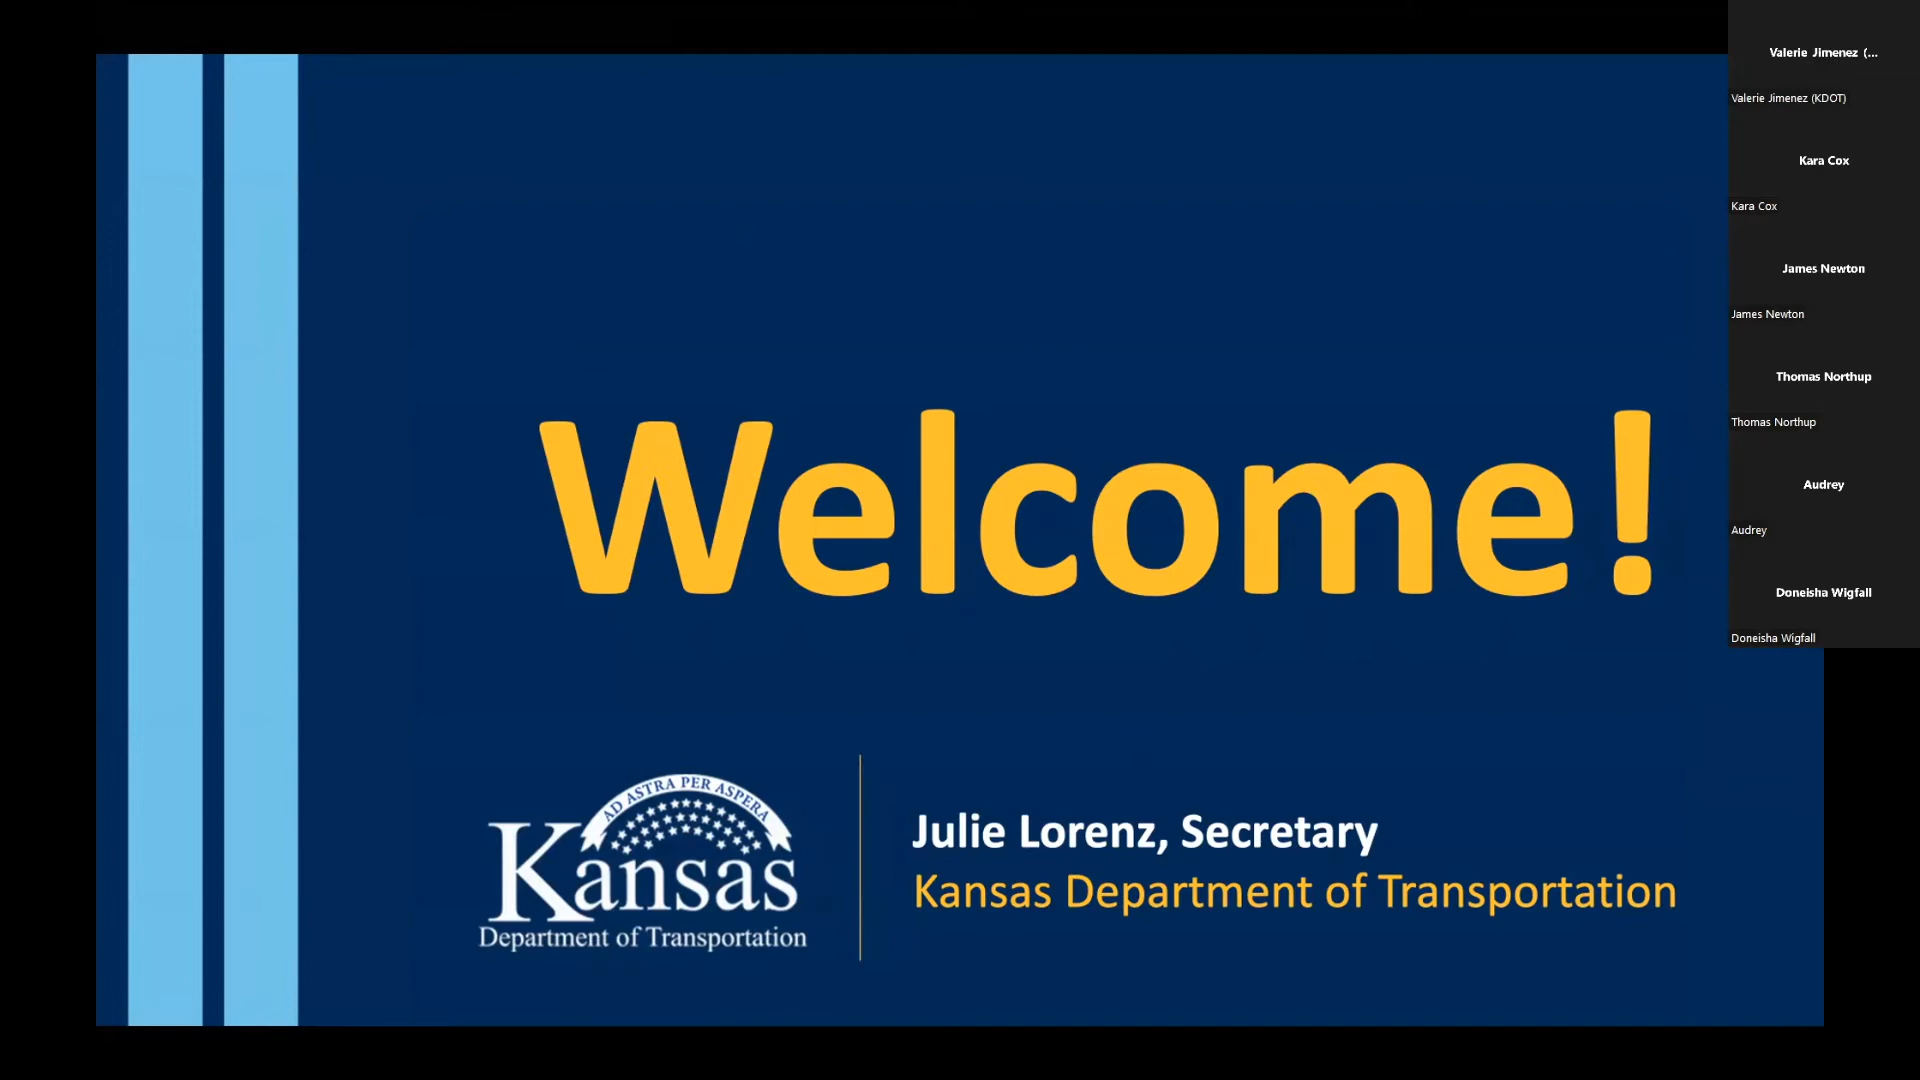 Welcome!
AD ASTRA PER ASPERA
Kansas
Department of Transportation
Julie Lorenz, Secretary
Kansas Department of Transportation
Valerie Jimenez (...
Valerie Jimenez (KDOT)
Kara Cox
Kara Cox
James Newton
James Newton
Thomas Northup
Thomas Northup
Audrey
Audrey
Doneisha Wigfall
Doneisha Wigfall